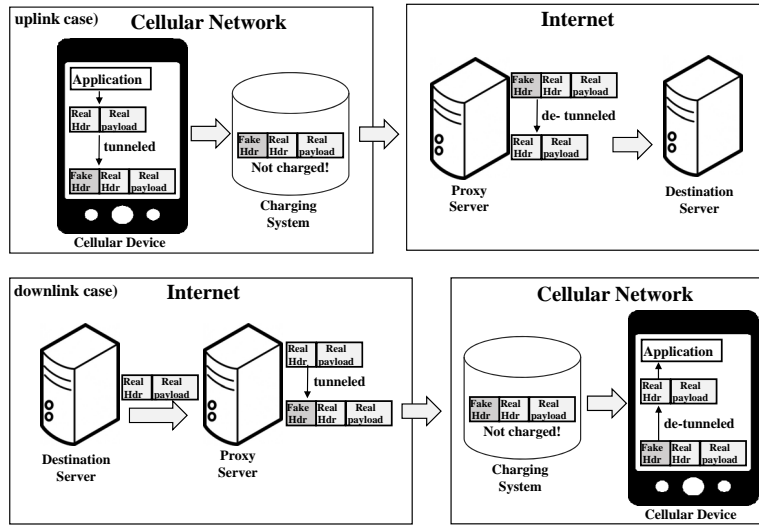 uplink case)
Cellular Network
Application
Real Hdr
Real payload
tunneled
Fake Hdr
Real Hdr
Real payload
Cellular Device
Fake Hdr
Real Hdr
Real payload
Not charged!
Charging System
Internet
Fake Hdr
Real Hdr
Real payload
de- tunneled
Real Hdr
Real payload
Proxy Server
Destination Server
downlink case)
Internet
Real Hdr
Real payload
Destination Server
Real Hdr
Real payload
tunneled
Fake Hdr
Real Hdr
Real payload
Proxy Server
Cellular Network
Fake Hdr
Real Hdr
Real payload
Not charged!
Charging System
Application
Real Hdr
Real payload
de-tunneled
Fake Hdr
Real Hdr
Real payload
Cellular Device